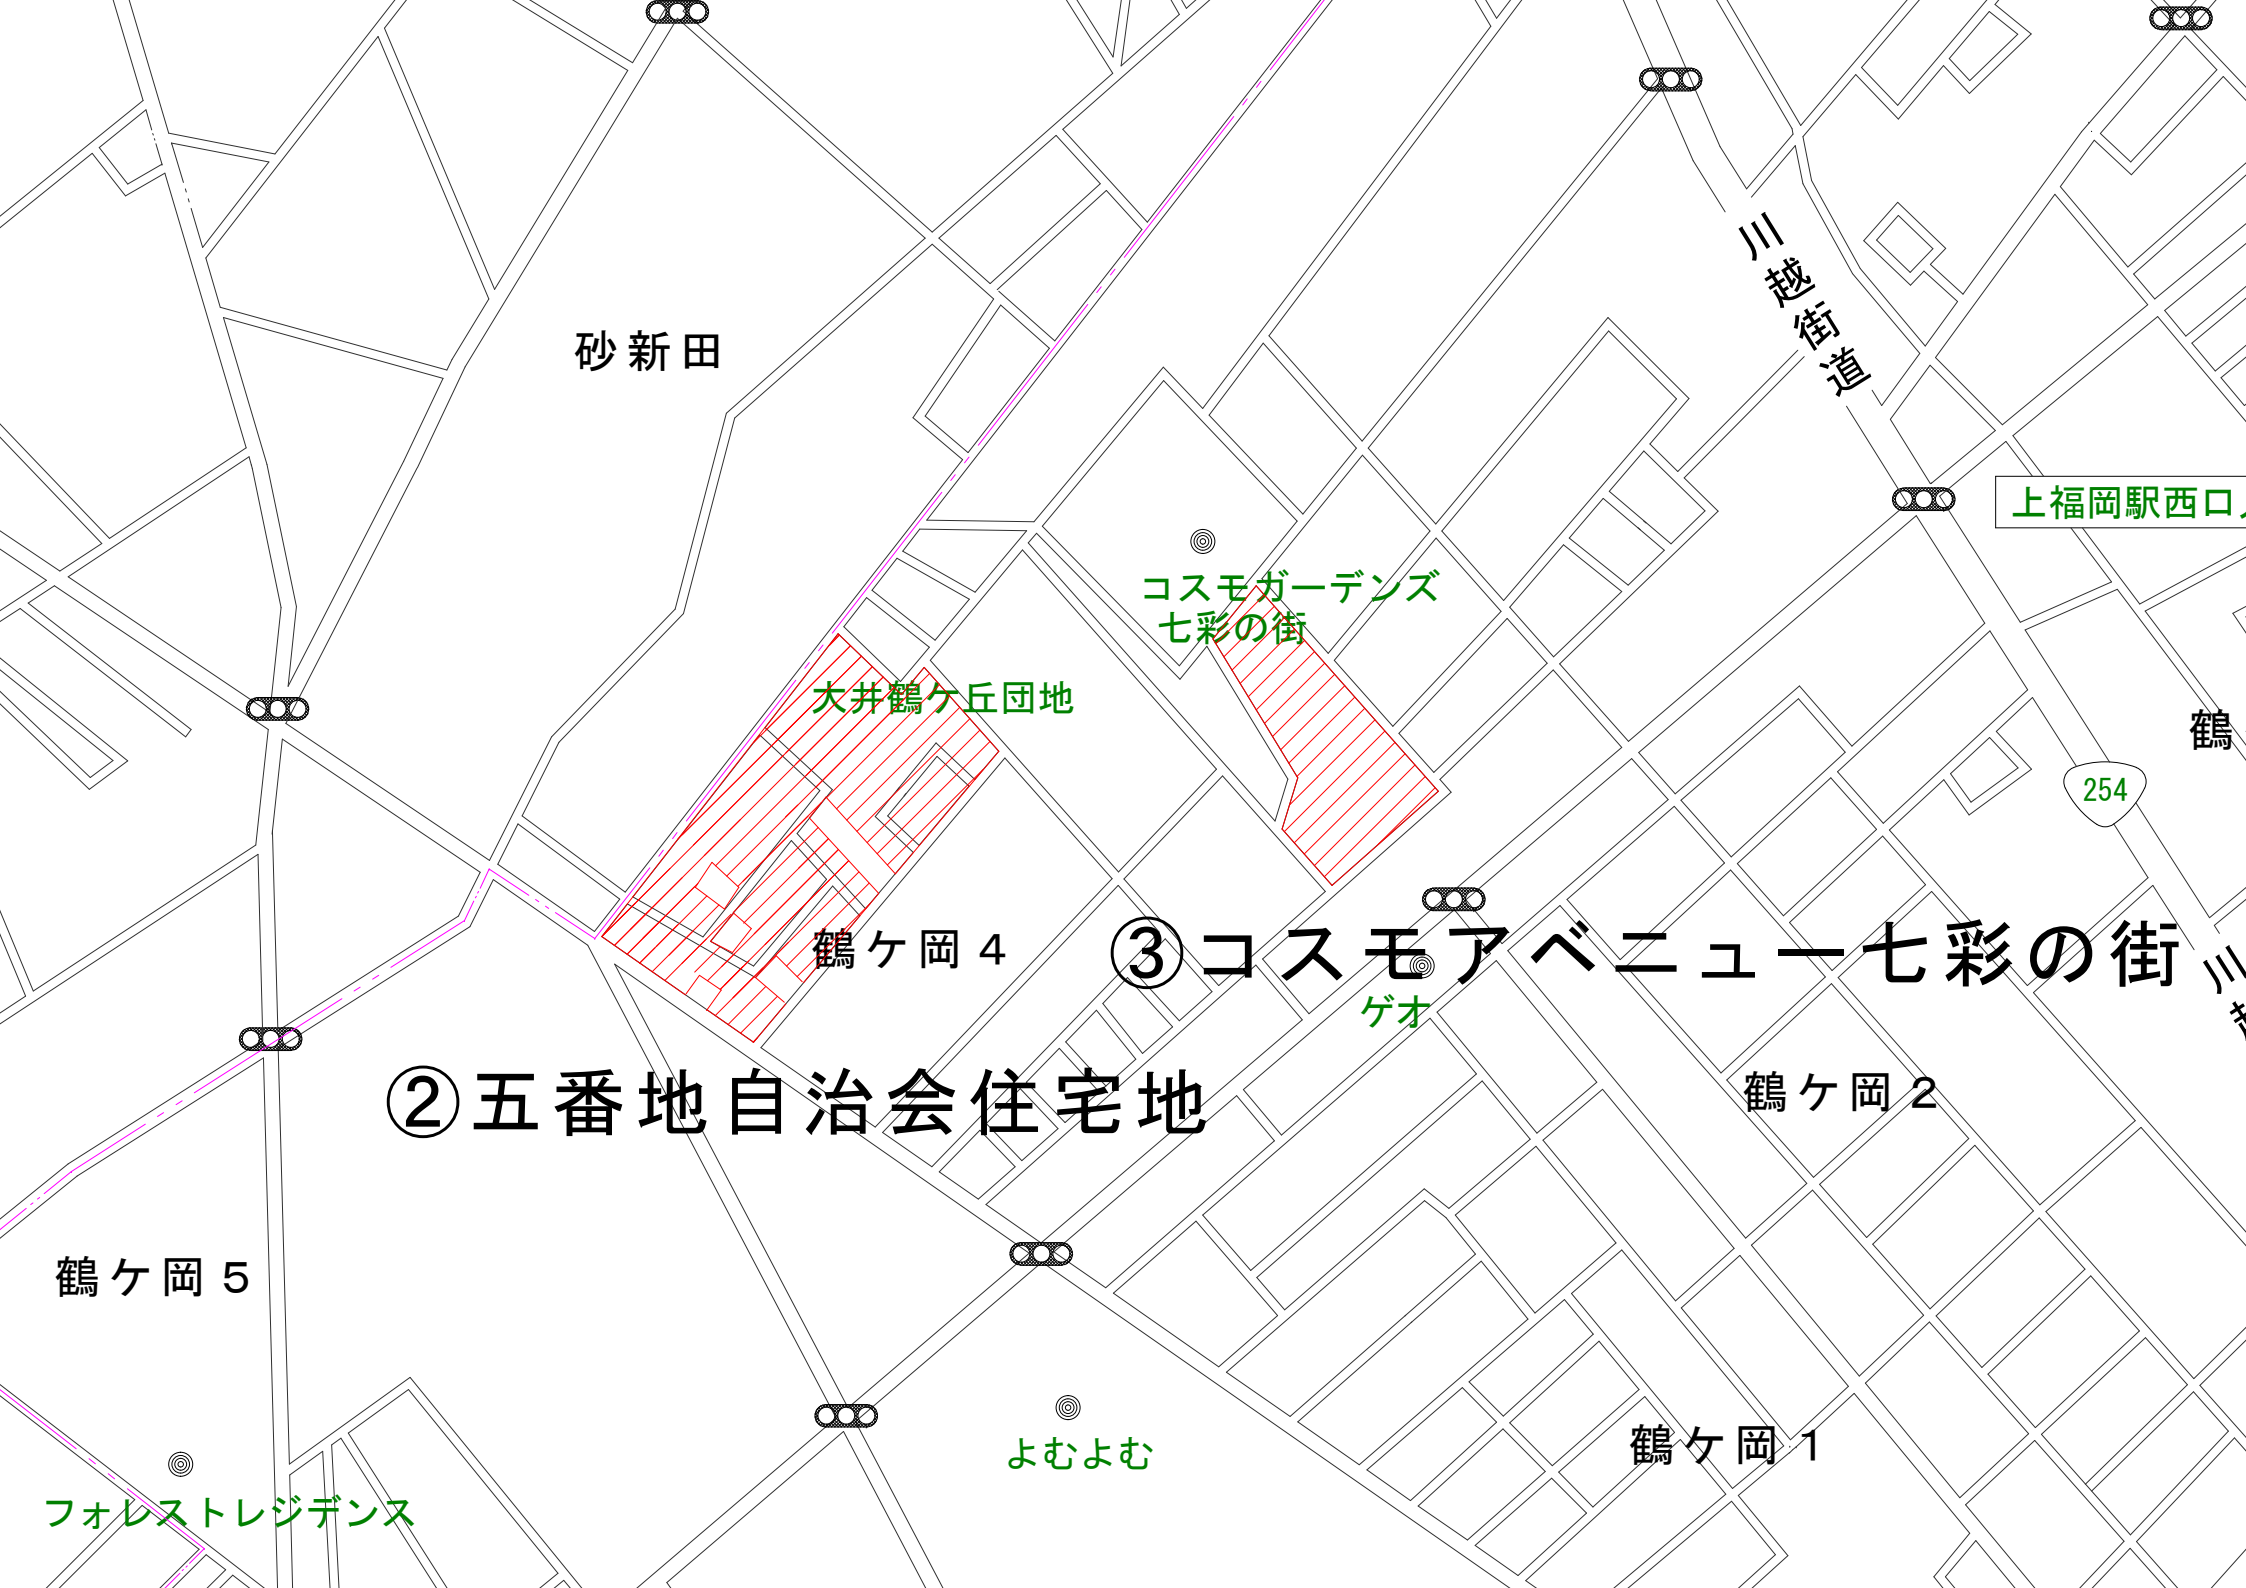 川越街道
砂新田
上福岡駅西口
コスモガーデンズ
七彩の街
大井鶴ケ丘団地
鶴
254
鶴ケ岡4
③コスモアベニュー七彩の街
川
ゲオ
②五番地自治会住宅地
鶴ケ岡2
鶴ケ岡5
鶴ケ岡1
よむよむ
フォレストレジデンス